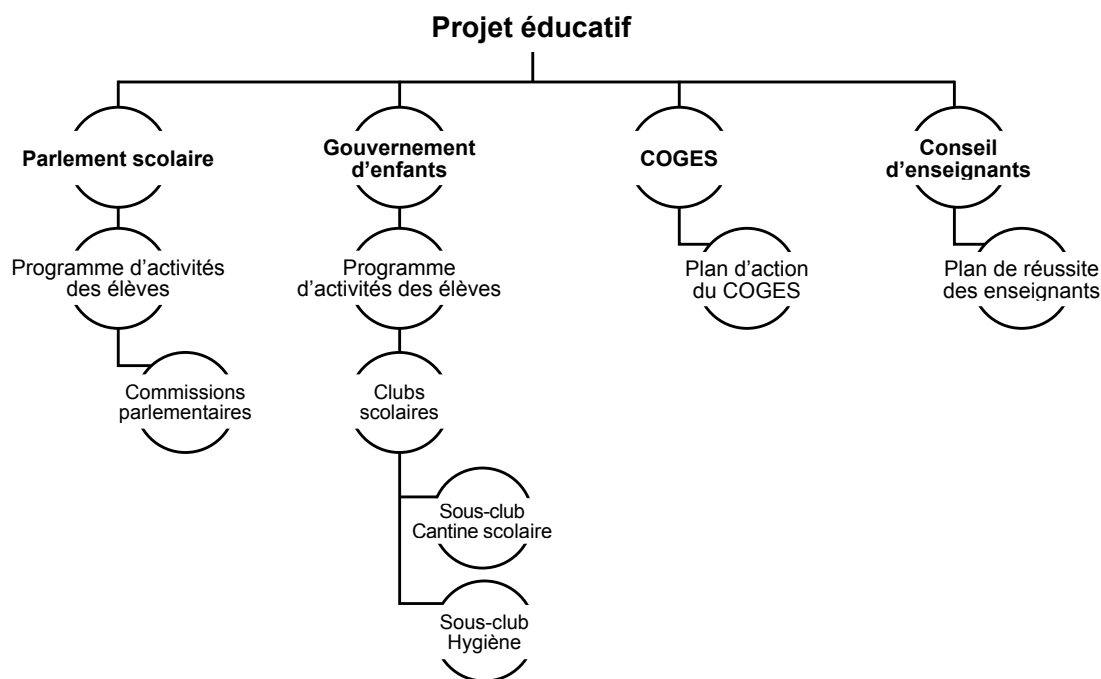 Projet éducatif
Parlement scolaire
Gouvernement
d’enfants
COGES
Conseil
d’enseignants
Programme d’activités
des élèves
Programme
d’activités des élèves
Plan d’action
du COGES
Plan de réussite
des enseignants
Commissions
parlementaires
Clubs
scolaires
Sous-club
Cantine scolaire
Sous-club
Hygiène